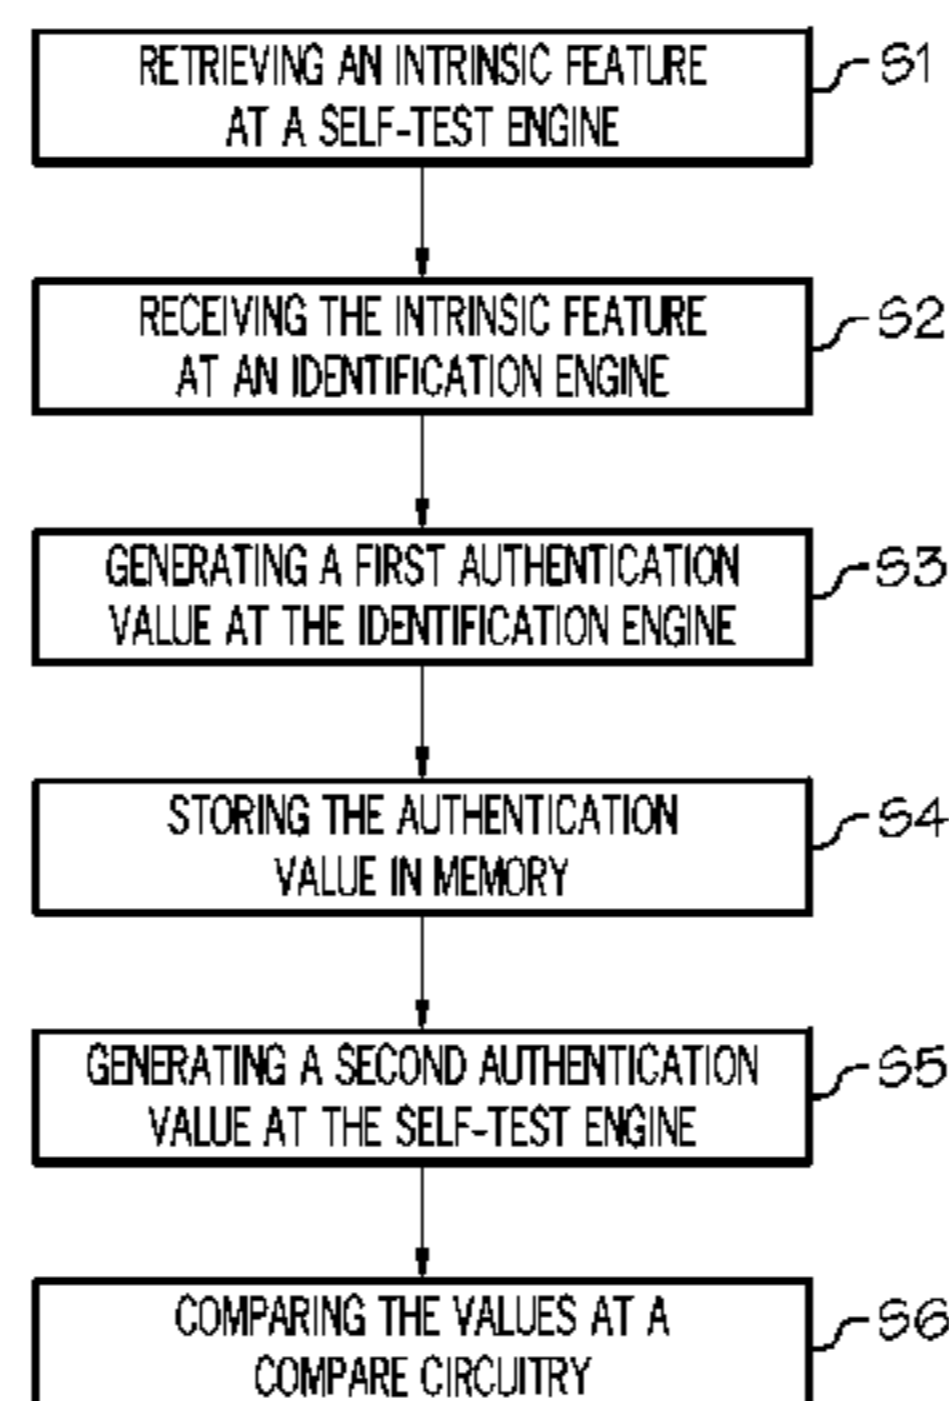 RETRIEVING AN INTRINSIC FEATURE
AT A SELF-TEST ENGINE
S1
RECEIVING THE INTRINSIC FEATURE
AT AN IDENTIFICATION ENGINE
S2
GENERATING A FIRST AUTHENTICATION
VALUE AT THE IDENTIFICATION ENGINE
S3
STORING THE AUTHENTICATION
VALUE IN MEMORY
S4
GENERATING A SECOND AUTHENTICATION
VALUE AT THE SELF-TEST ENGINE
S5
COMPARING THE VALUES AT A
COMPARE CIRCUITRY
S6